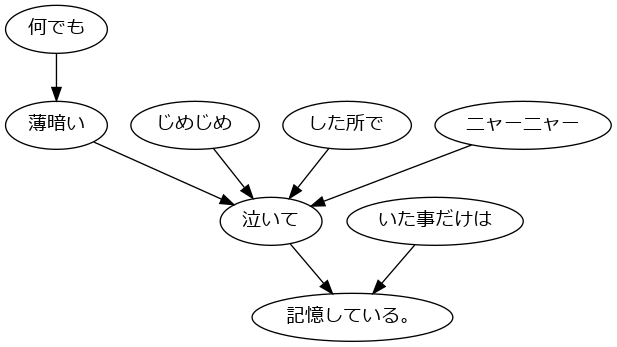 何でも
薄暗い
じめじめ
した所で
ニャーニャー
泣いて
いた事だけは
記憶している。